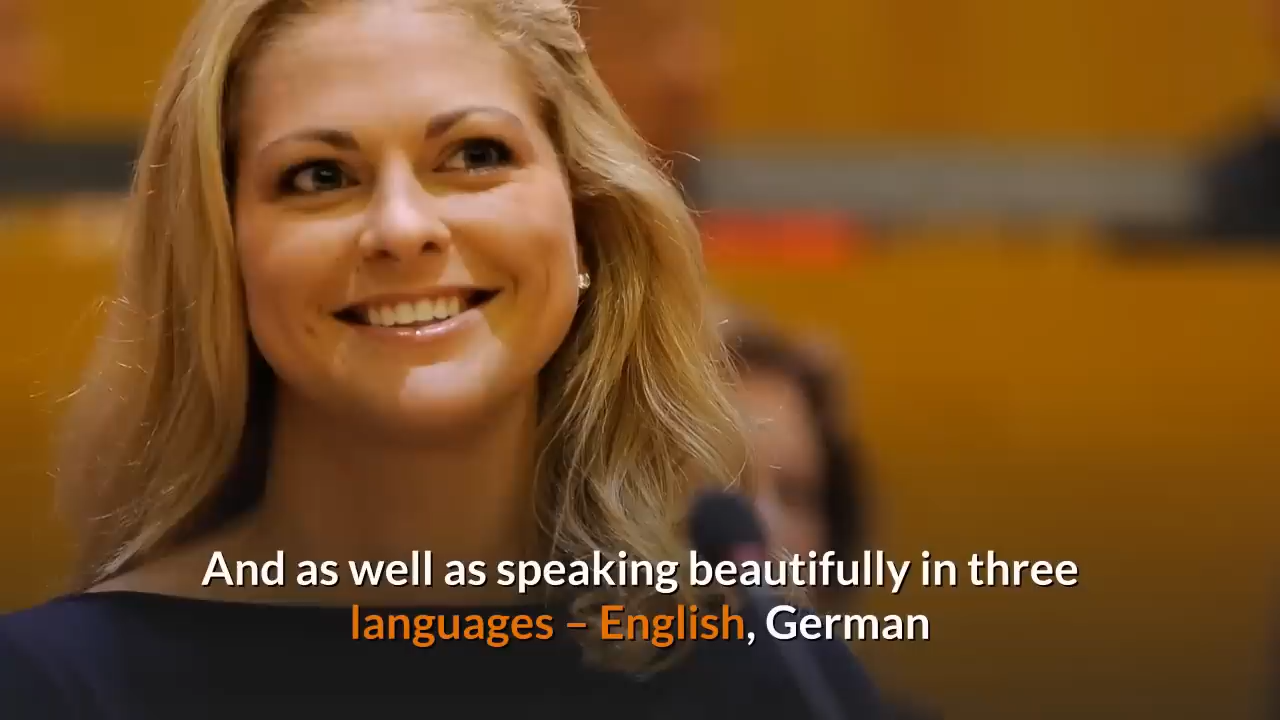 And as well as speaking beautifully in three
languages – English, German